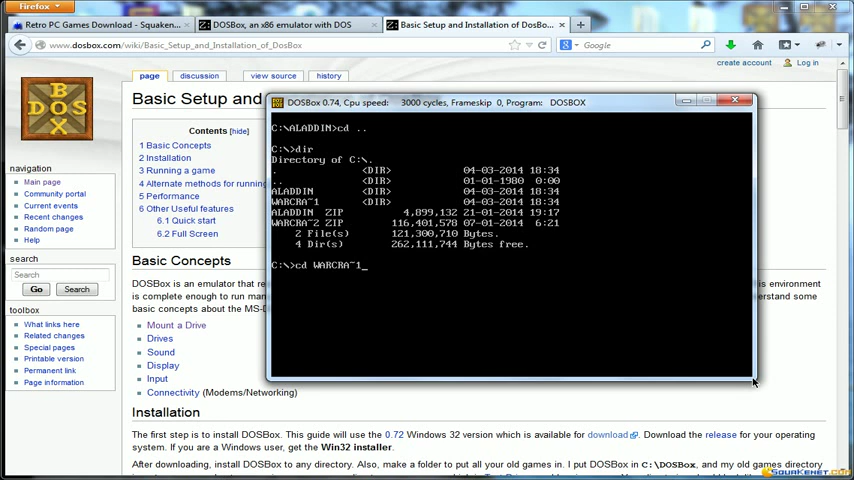 Firefox
Retro PC Games Download - Squaken...
DOSBox, an x86 emulator with DOS
Basic Setup and Installation of DosBo...
www.dosbox.com/wiki/Basic_Setup_and_Installation_of_DosBox
Google
create account
Log in
page
discussion
view source
history
DOS BOX
Basic Setup and
Contents [hide]
1 Basic Concepts
2 Installation
3 Running a game
4 Alternate methods for running
5 Performance
6 Other Useful features
6.1 Quick start
6.2 Full Screen
navigation
Main page
Community portal
Current events
Recent changes
Random page
Help
search
Search
Go
Search
toolbox
What links here
Related changes
Special pages
Printable version
Permanent link
Page information
DOSBox 0.74, Cpu speed: 3000 cycles, Frameskip 0, Program: DOSBOX
C:\ALADDIN>cd ..
C:\>dir
Directory of C:\.
. <DIR> 04-03-2014 18:34
.. <DIR> 01-01-1980 0:00
ALADDIN <DIR> 04-03-2014 18:34
WARCRA~1 <DIR> 04-03-2014 18:34
ALADDIN ZIP 4,899,132 21-01-2014 19:17
WARCRA~2 ZIP 116,401,578 07-01-2014 6:21
2 File(s) 121,300,710 Bytes.
4 Dir(s) 262,111,744 Bytes free.
C:\>cd WARCRA~1_
Basic Concepts
DOSBox is an emulator that re
is environment
is complete enough to run ma
erstand some
basic concepts about the MS-D
Mount a Drive
Drives
Sound
Display
Input
Connectivity (Modems/Networking)
Installation
The first step is to install DOSBox. This guide will use the 0.72 Windows 32 version which is available for download. Download the release for your operating
system. If you are a Windows user, get the Win32 installer.
After downloading, install DOSBox to any directory. Also, make a folder to put all your old games in. I put DOSBox in C:\DOSBox, and my old games directory
SquaKenet.com